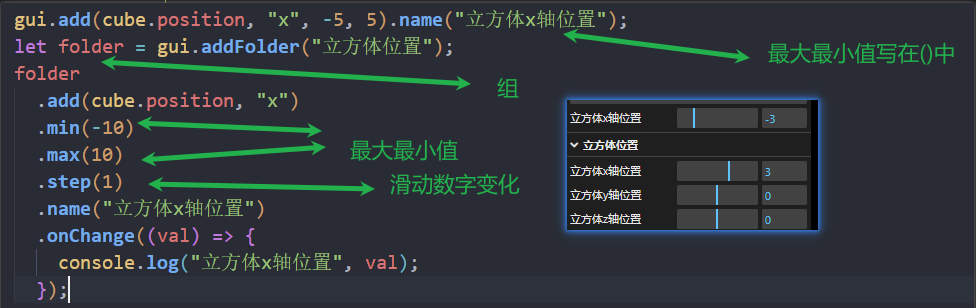 gui.add(cube.position, "x", -5, 5).name("立方体x轴位置");
let folder = gui.addFolder("立方体位置");
最大最小值写在()中
folder
组
.add(cube.position, "x")
.min(-10)
.max(10)
最大最小值
.step(1)
滑动数字变化
.name("立方体x轴位置")
.onChange((val) => {
console.log("立方体x轴位置", val);
});
立方体x轴位置 -3
立方体位置
立方体x轴位置 3
立方体y轴位置 0
立方体z轴位置 0